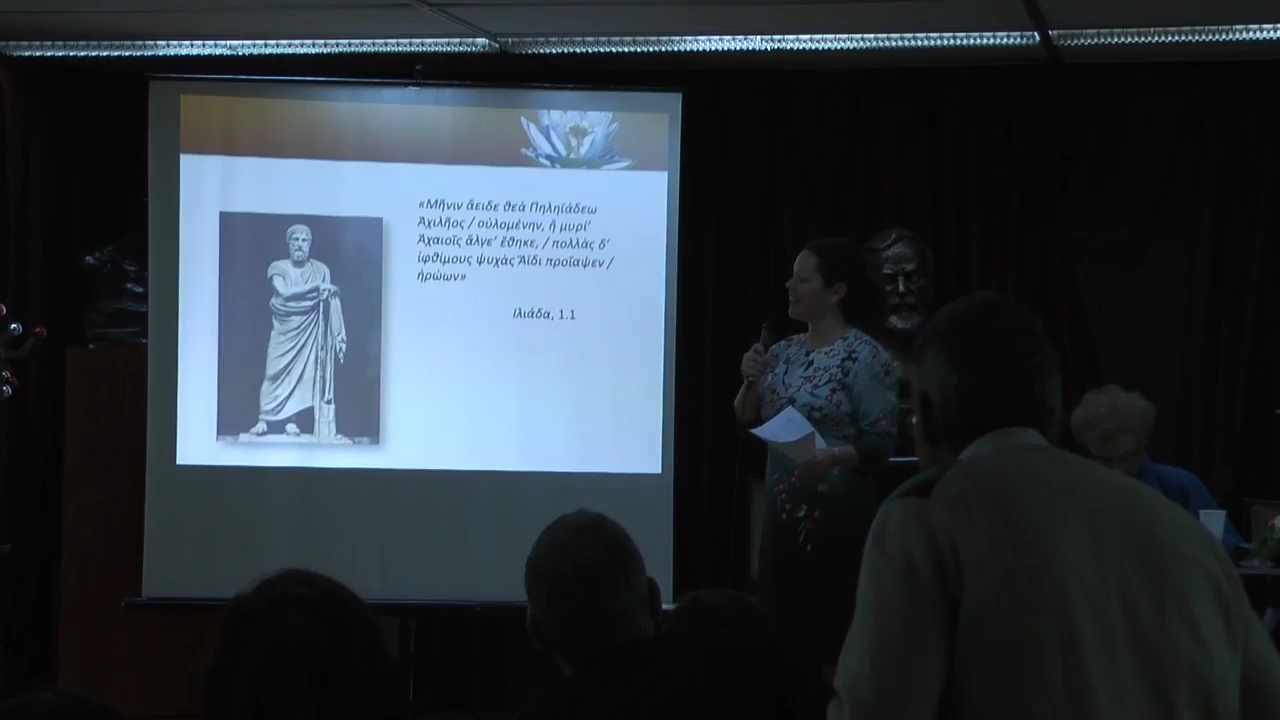 «Μῆνιν ἄειδε θεά Πηληϊάδεω
Ἀχιλῆος / οὐλομένην, ἥ μυρί’
Ἀχαιοῖς ἄλγε’ ἔθηκε, / πολλὰς δ’
ἰφθίμους ψυχὰς Ἄϊδι προΐαψεν /
ἡρώων»
Ιλιάδα, 1.1